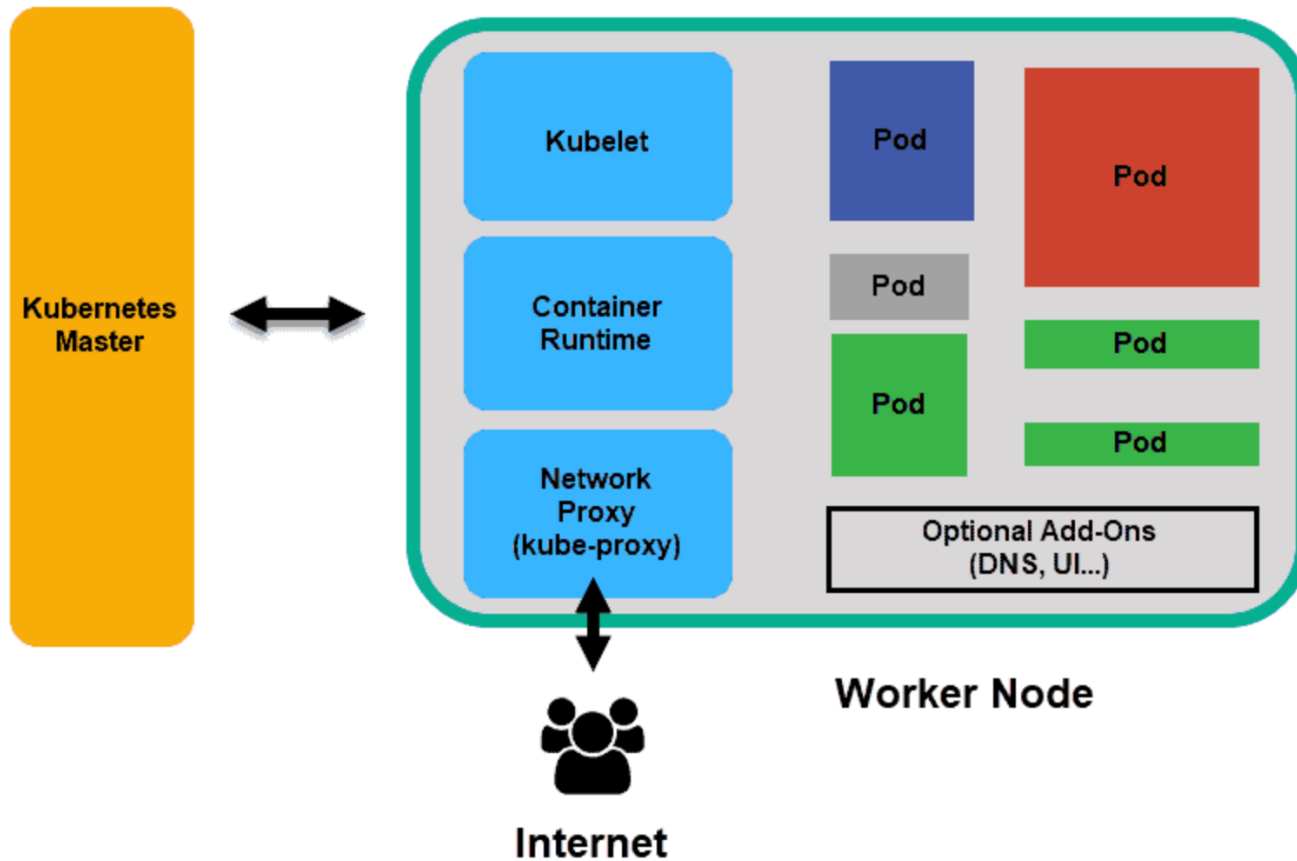 Kubernetes
Master
Kubelet
Container
Runtime
Network
Proxy
(kube-proxy)
Pod
Pod
Pod
Pod
Pod
Pod
Optional Add-Ons
(DNS, UI...)
Worker Node
Internet